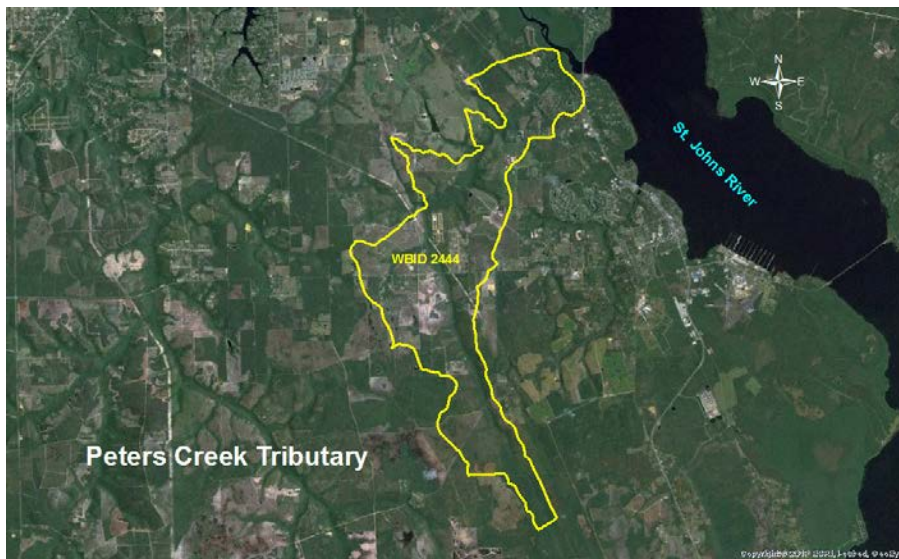 N
W E
S
St. Johns River
WBID 2444
Peters Creek Tributary